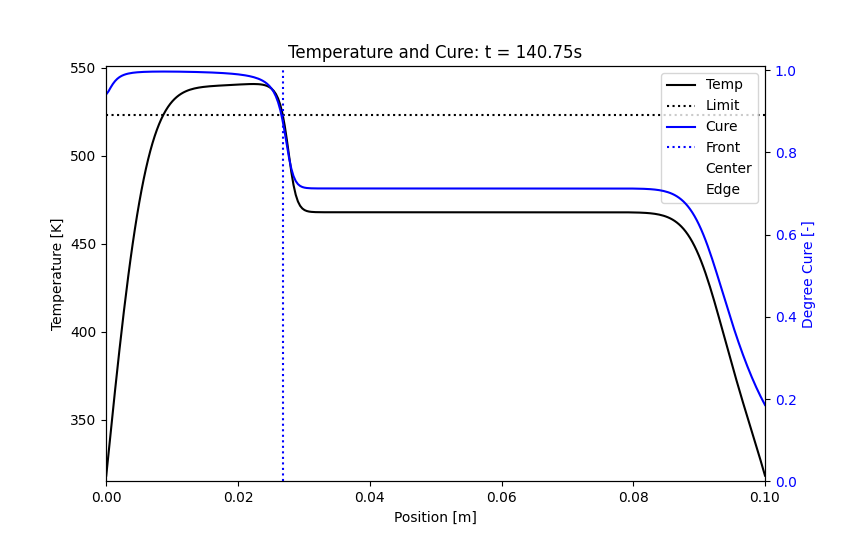 Temperature and Cure: t = 140.75s
550
500
450
400
350
Temperature [K]
1.0
0.8
0.6
0.4
0.2
0.0
Degree Cure [-]
Temp
Limit
Cure
Front
Center
Edge
0.00
0.02
0.04
0.06
0.08
0.10
Position [m]